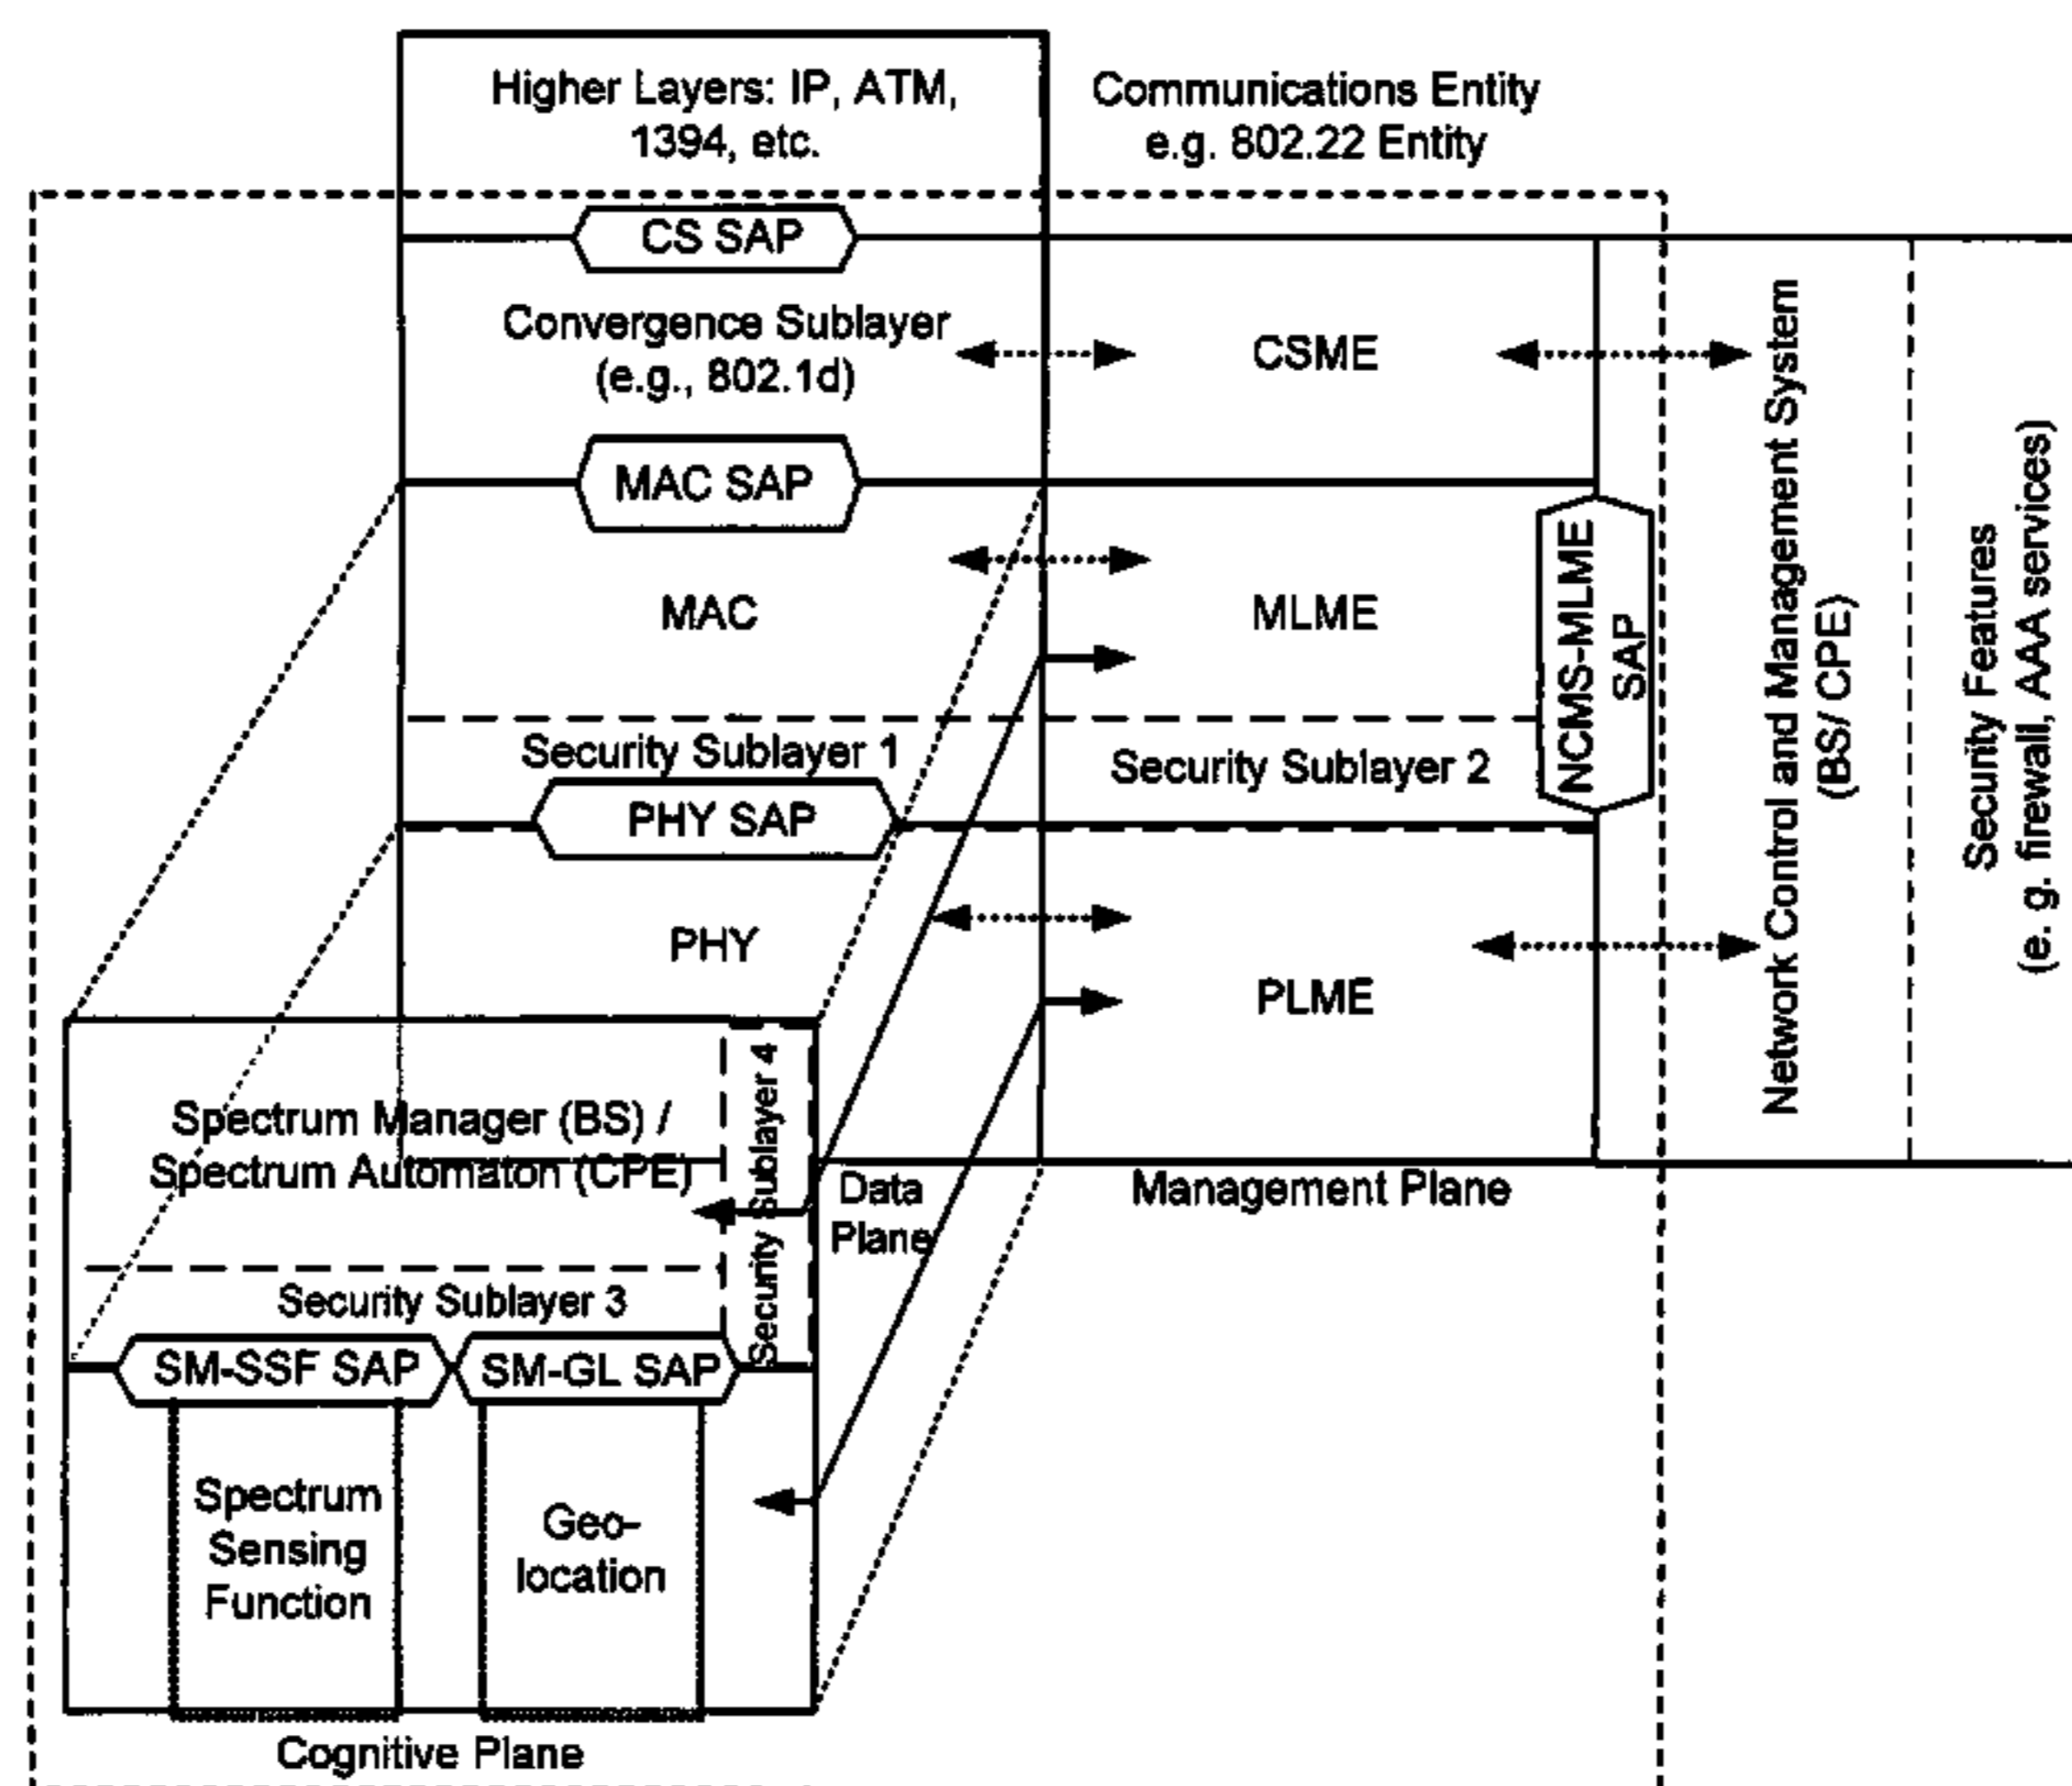 Higher Layers: IP, ATM,
1394, etc.
Communications Entity
e.g. 802.22 Entity
CS SAP
Convergence Sublayer
(e.g., 802.1d)
CSME
MAC SAP
MAC
MLME
NCMS-MLME
SAP
Network Control and Management System
(BS/ CPE)
Security Features
(e. g. firewall, AAA services)
Security Sublayer 1
Security Sublayer 2
PHY SAP
PHY
PLME
Spectrum Manager (BS) /
Spectrum Automaton (CPE)
Security Sublayer 4
Data
Plane
Management Plane
Security Sublayer 3
SM-SSF SAP
SM-GL SAP
Spectrum
Sensing
Function
Geo-
location
Cognitive Plane